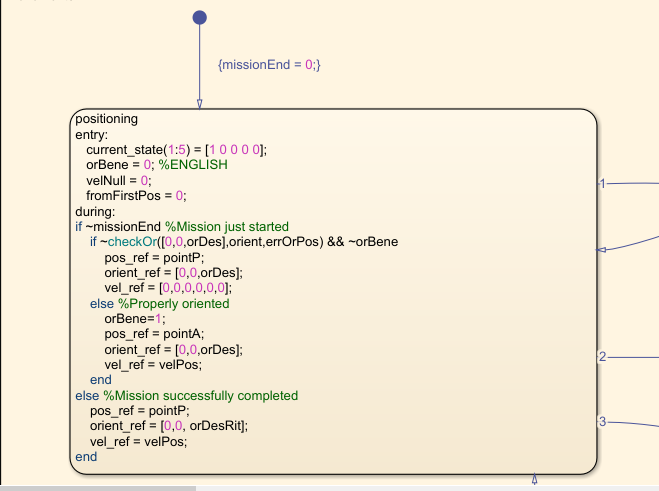 {missionEnd = 0;}
positioning
entry:
current_state(1:5) = [1 0 0 0 0];
orBene = 0; %ENGLISH
velNull = 0;
fromFirstPos = 0;
during:
if ~missionEnd %Mission just started
if ~checkOr([0,0,orDes],orient,errOrPos) && ~orBene
pos_ref = pointP;
orient_ref = [0,0,orDes];
vel_ref = [0,0,0,0,0,0];
else %Properly oriented
orBene=1;
pos_ref = pointA;
orient_ref = [0,0,orDes];
vel_ref = velPos;
end
else %Mission successfully completed
pos_ref = pointP;
orient_ref = [0,0, orDesRit];
vel_ref = velPos;
end
1
2
3